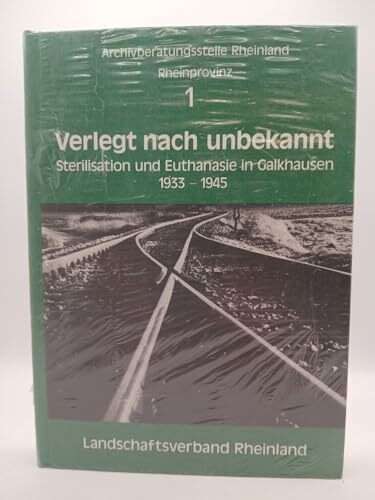 Archivberatungsstelle Rheinland
Rheinprovinz
1
Verlegt nach unbekannt
Sterilisation und Euthanasie in Galkhausen
1933 – 1945
Landschaftsverband Rheinland